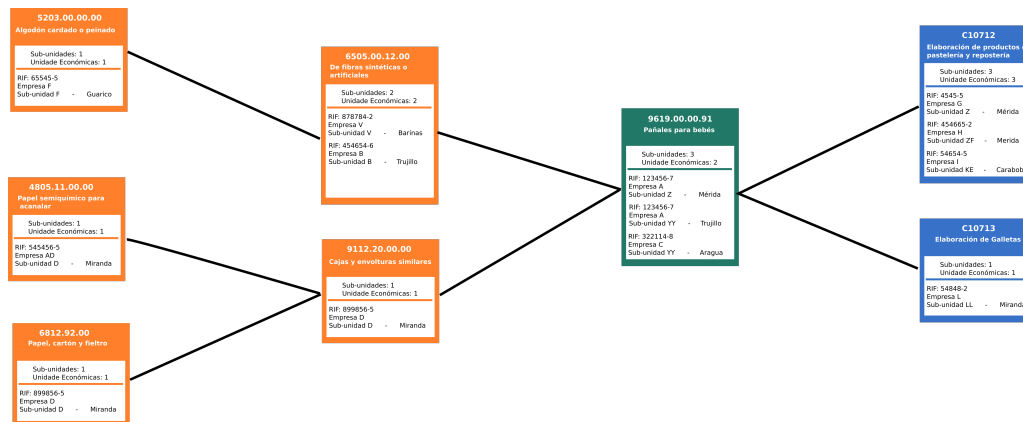 5203.00.00.00
Algodón cardado o peinado
Sub-unidades: 1
Unidade Económicas: 1
RIF: 65545-5
Empresa F
Sub-unidad F - Guarico
4805.11.00.00
Papel semiquimico para
acanalar
Sub-unidades: 1
Unidade Económicas: 1
RIF: 545456-5
Empresa AD
Sub-unidad D - Miranda
6812.92.00
Papel, cartón y fieltro
Sub-unidades: 1
Unidade Económicas: 1
RIF: 899856-5
Empresa D
Sub-unidad D - Miranda
6505.00.12.00
De fibras sintéticas o
artificiales
Sub-unidades: 2
Unidade Económicas: 2
RIF: 878784-2
Empresa V
Sub-unidad V - Barinas
RIF: 454654-6
Empresa B
Sub-unidad B - Trujillo
9112.20.00.00
Cajas y envolturas similares
Sub-unidades: 1
Unidade Económicas: 1
RIF: 899856-5
Empresa D
Sub-unidad D - Miranda
9619.00.00.91
Pañales para bebés
Sub-unidades: 3
Unidade Económicas: 2
RIF: 123456-7
Empresa A
Sub-unidad Z - Mérida
RIF: 123456-7
Empresa A
Sub-unidad YY - Trujillo
RIF: 322114-8
Empresa C
Sub-unidad YY - Aragua
C10712
Elaboración de productos
pastelería y repostería
Sub-unidades: 3
Unidade Económicas: 3
RIF: 4545-5
Empresa G
Sub-unidad Z - Mérida
RIF: 454665-2
Empresa H
Sub-unidad ZF - Merida
RIF: 54654-5
Empresa I
Sub-unidad KE - Carabob
C10713
Elaboración de Galletas
Sub-unidades: 1
Unidade Económicas: 1
RIF: 54848-2
Empresa L
Sub-unidad LL - Miranda